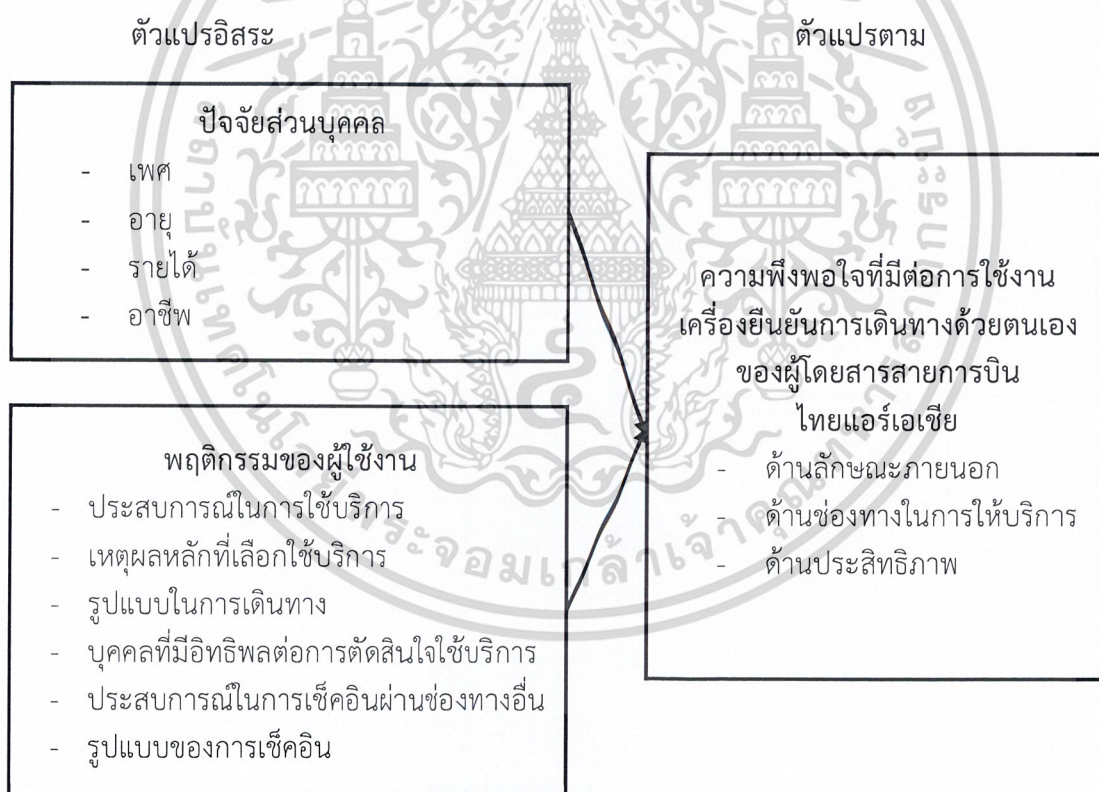 ตัวแปรอิสระ
ตัวแปรตาม
ปัจจัยส่วนบุคคล
- เพศ
- อายุ
- รายได้
- อาชีพ
พฤติกรรมของผู้ใช้งาน
- ประสบการณ์ในการใช้บริการ
- เหตุผลหลักที่เลือกใช้บริการ
- รูปแบบในการเดินทาง
- บุคคลที่มีอิทธิพลต่อการตัดสินใจใช้บริการ
- ประสบการณ์ในการเช็คอินผ่านช่องทางอื่น
- รูปแบบของการเช็คอิน
ความพึงพอใจที่มีต่อการใช้งาน
เครื่องยืนยันการเดินทางด้วยตนเอง
ของผู้โดยสารสายการบิน
ไทยแอร์เอเชีย
- ด้านลักษณะภายนอก
- ด้านช่องทางในการให้บริการ
- ด้านประสิทธิภาพ